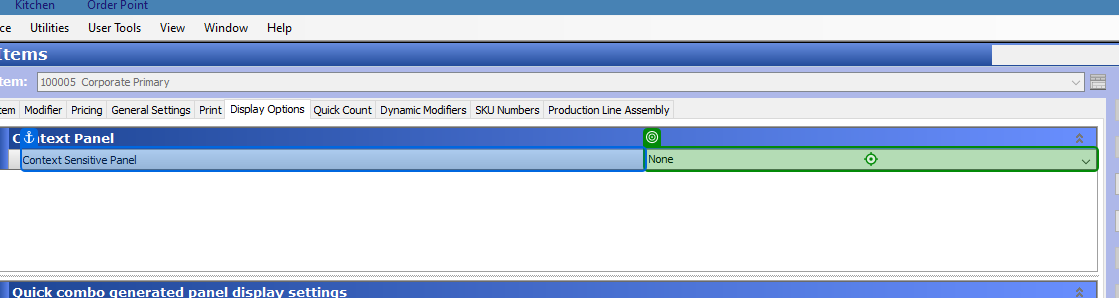 Kitchen Order Point
ce Utilities User Tools View Window Help
Items
tem: 100005 Corporate Primary
tem Modifier Pricing General Settings Print Display Options Quick Count Dynamic Modifiers SKU Numbers Production Line Assembly
Context Panel
Context Sensitive Panel None
Quick combo generated panel display settings